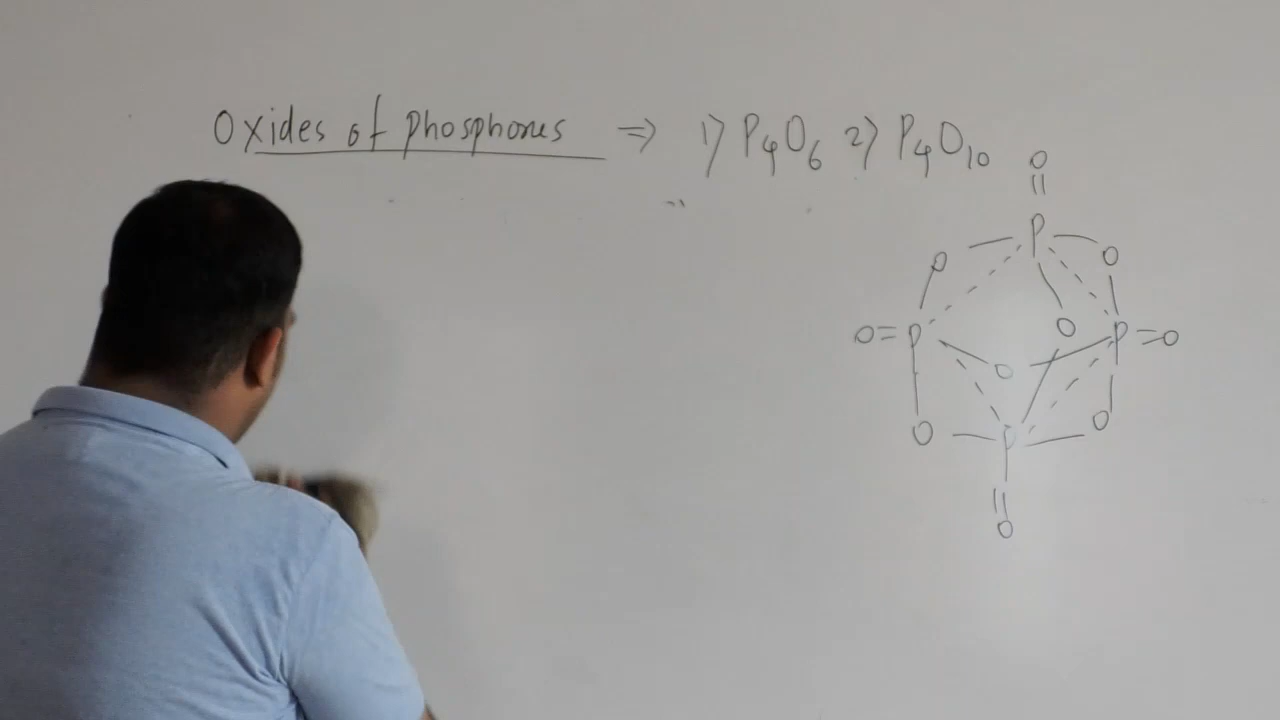 Oxides of phosphorus ⇒ 1) P₄O₆ 2) P₄O₁₀
O
||
P
O O
O=P O P=O
O
O P O
||
O